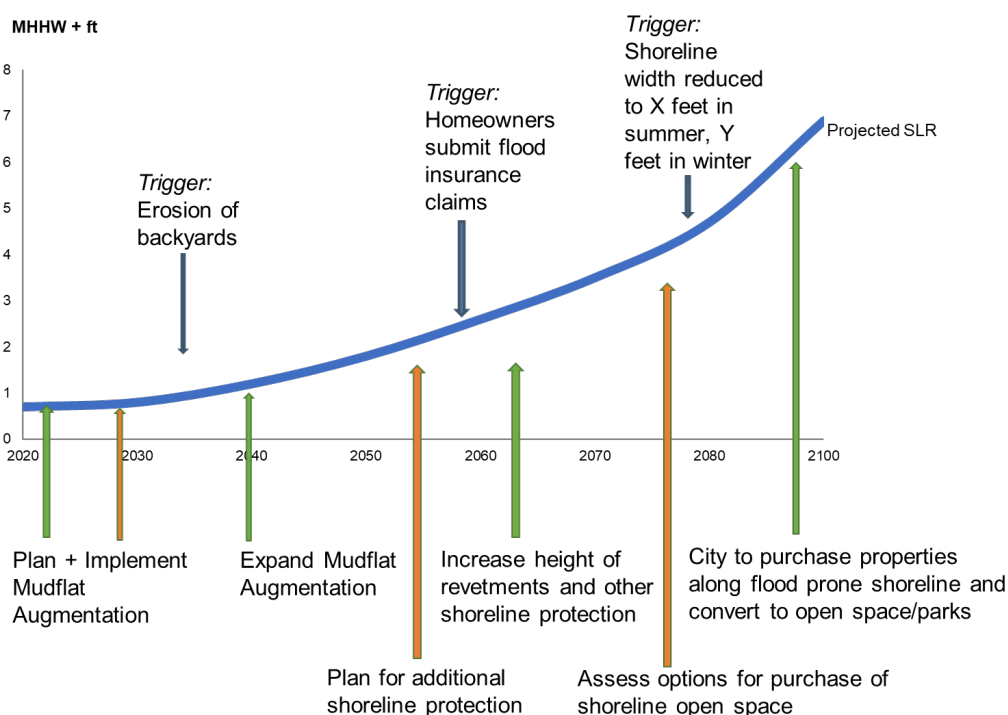 MHHW + ft
Trigger:
Shoreline
width reduced
to X feet in
summer, Y
feet in winter
Trigger:
Homeowners
submit flood
insurance
claims
Trigger:
Erosion of
backyards
Projected SLR
8
7
6
5
4
3
2
1
0
2020 2030 2040 2050 2060 2070 2080 2100
Plan + Implement
Mudflat
Augmentation
Expand Mudflat
Augmentation
Increase height of
revetments and other
shoreline protection
City to purchase properties
along flood prone shoreline and
convert to open space/parks
Plan for additional
shoreline protection
Assess options for purchase of
shoreline open space